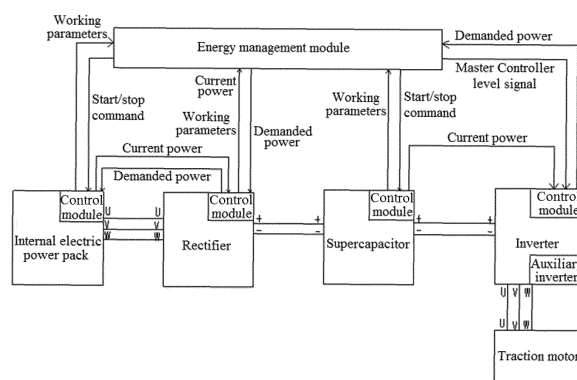 Working
parameters
Energy management module
Demanded power
Current
power
Master Controller
level signal
Start/stop
command
Working
parameters
Demanded
power
Working
parameters
Start/stop
command
Current power
Current power
Demanded power
Control
module
Internal electric
power pack
U U
V V
W W
Control
module
Rectifier
+ +
- -
Control
module
Supercapacitor
+ +
- -
Control
module
Inverter
Auxiliary
inverter
U V W
U V W
Traction motor